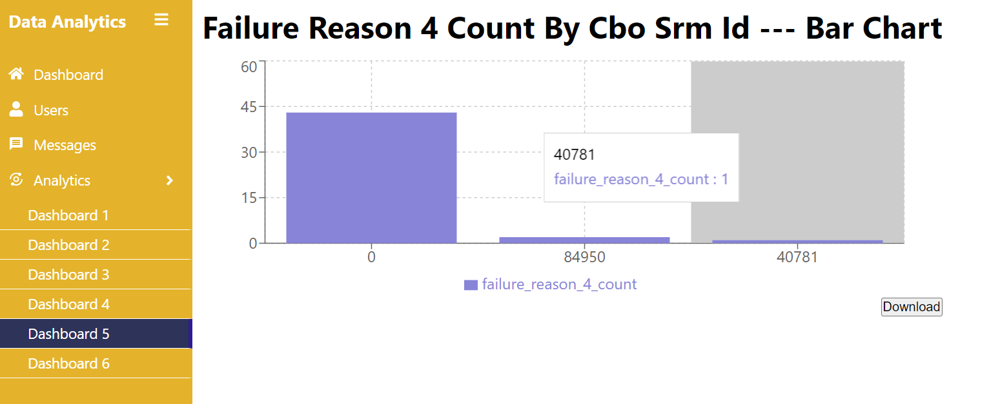 Data Analytics
Dashboard
Users
Messages
Analytics
Dashboard 1
Dashboard 2
Dashboard 3
Dashboard 4
Dashboard 5
Dashboard 6
Failure Reason 4 Count By Cbo Srm Id --- Bar Chart
60
45
30
15
0
40781
failure_reason_4_count : 1
0 84950 40781
failure_reason_4_count
Download